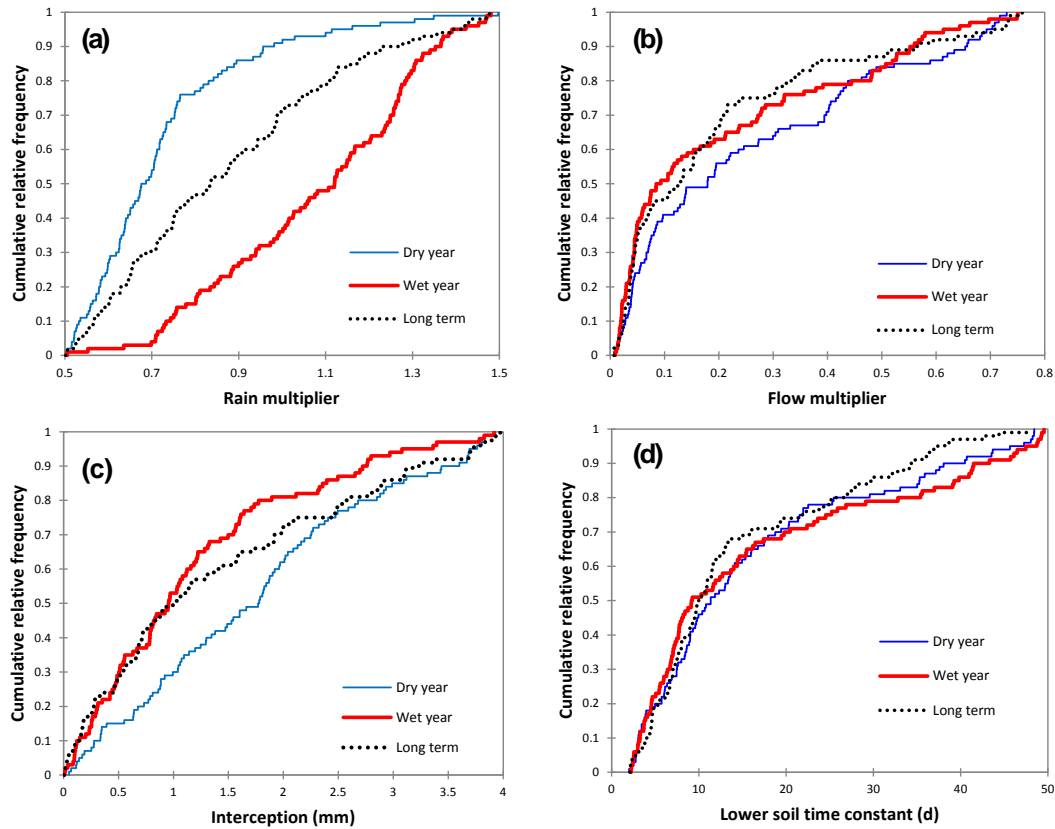 (a)
Cumulative relative frequency
1
0.9
0.8
0.7
0.6
0.5
0.4
0.3
0.2
0.1
0
0.5 0.7 0.9 1.1 1.3 1.5
Rain multiplier
Dry year
Wet year
Long term
(b)
Cumulative relative frequency
1
0.9
0.8
0.7
0.6
0.5
0.4
0.3
0.2
0.1
0
0 0.1 0.2 0.3 0.4 0.5 0.6 0.7 0.8
Flow multiplier
Dry year
Wet year
Long term
(c)
Cumulative relative frequency
1
0.9
0.8
0.7
0.6
0.5
0.4
0.3
0.2
0.1
0
0 0.5 1 1.5 2 2.5 3 3.5 4
Interception (mm)
Dry year
Wet year
Long term
(d)
Cumulative relative frequency
1
0.9
0.8
0.7
0.6
0.5
0.4
0.3
0.2
0.1
0
0 10 20 30 40 50
Lower soil time constant (d)
Dry year
Wet year
Long term